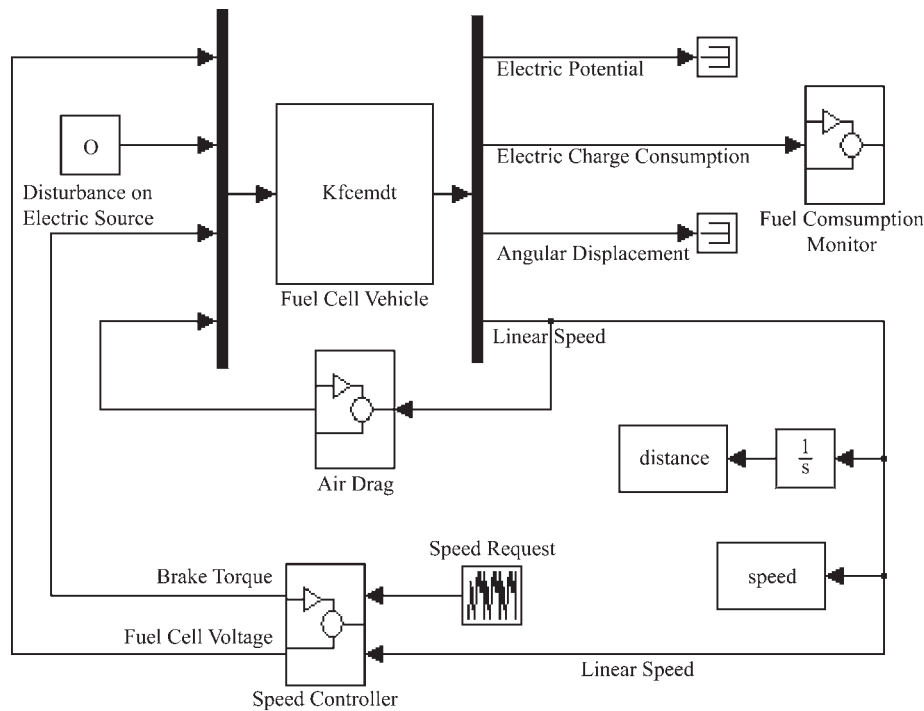 Electric Potential
O
Disturbance on
Electric Source
Kfcemdt
Fuel Cell Vehicle
Electric Charge Consumption
Fuel Comsumption
Monitor
Angular Displacement
Linear Speed
Air Drag
distance
1
s
speed
Speed Request
Brake Torque
Fuel Cell Voltage
Speed Controller
Linear Speed